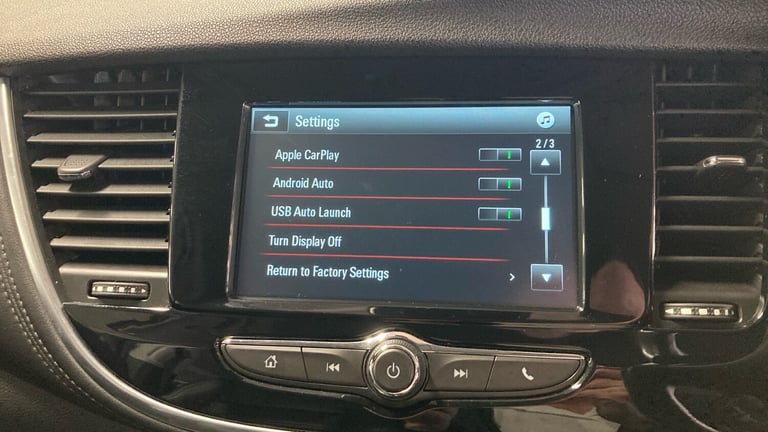 Settings
2/3
Apple CarPlay
Android Auto
USB Auto Launch
Turn Display Off
Return to Factory Settings